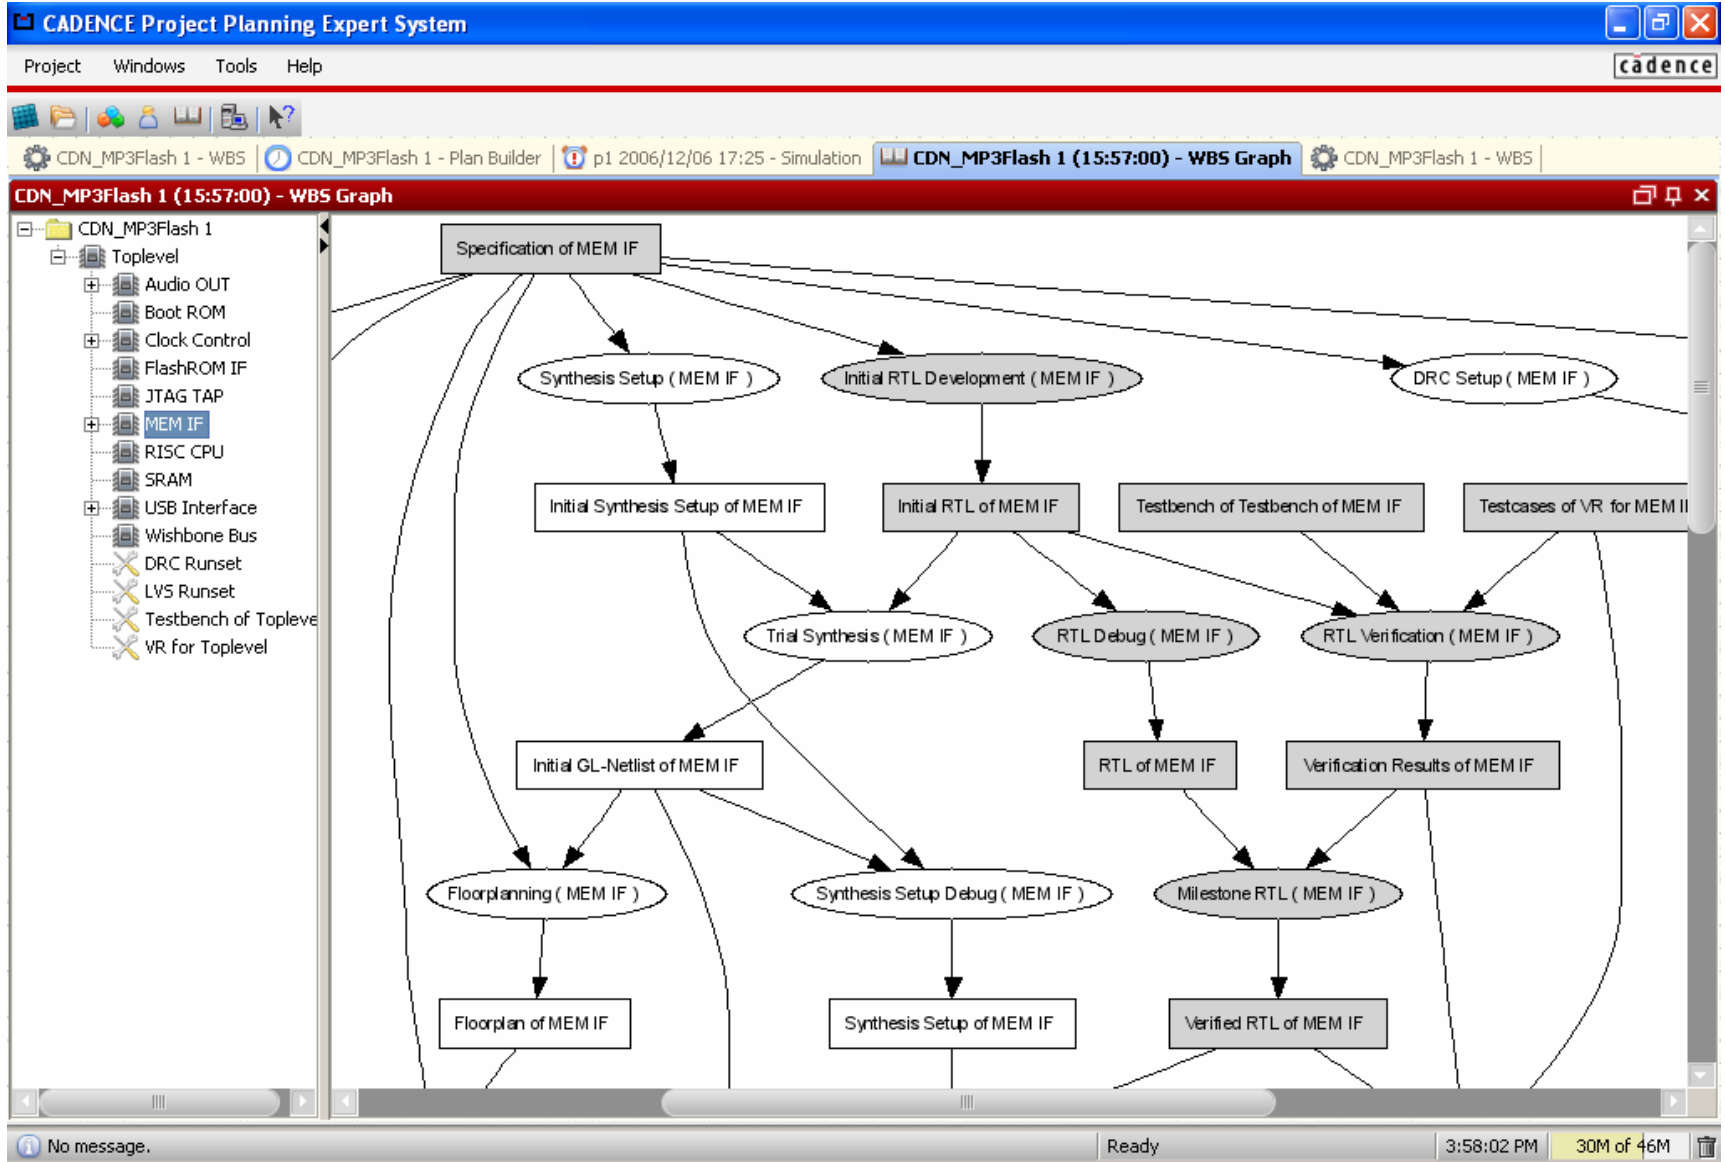 CADENCE Project Planning Expert System
Project Windows Tools Help
cādence
CDN_MP3Flash 1 - WBS
CDN_MP3Flash 1 - Plan Builder
p1 2006/12/06 17:25 - Simulation
CDN_MP3Flash 1 (15:57:00) - WBS Graph
CDN_MP3Flash 1 - WBS
CDN_MP3Flash 1 (15:57:00) - WBS Graph
CDN_MP3Flash 1
Toplevel
Audio OUT
Boot ROM
Clock Control
FlashROM IF
JTAG TAP
MEM IF
RISC CPU
SRAM
USB Interface
Wishbone Bus
DRC Runset
LVS Runset
Testbench of Topleve
VR for Toplevel
Specification of MEM IF
Synthesis Setup ( MEM IF )
Initial RTL Development ( MEM IF )
DRC Setup ( MEM IF )
Initial Synthesis Setup of MEM IF
Initial RTL of MEM IF
Testbench of Testbench of MEM IF
Testcases of VR for MEM I
Trial Synthesis ( MEM IF )
RTL Debug ( MEM IF )
RTL Verification ( MEM IF )
Initial GL-Netlist of MEM IF
RTL of MEM IF
Verification Results of MEM IF
Floorplanning ( MEM IF )
Synthesis Setup Debug ( MEM IF )
Milestone RTL ( MEM IF )
Floorplan of MEM IF
Synthesis Setup of MEM IF
Verified RTL of MEM IF
No message.
Ready
3:58:02 PM
30M of 46M